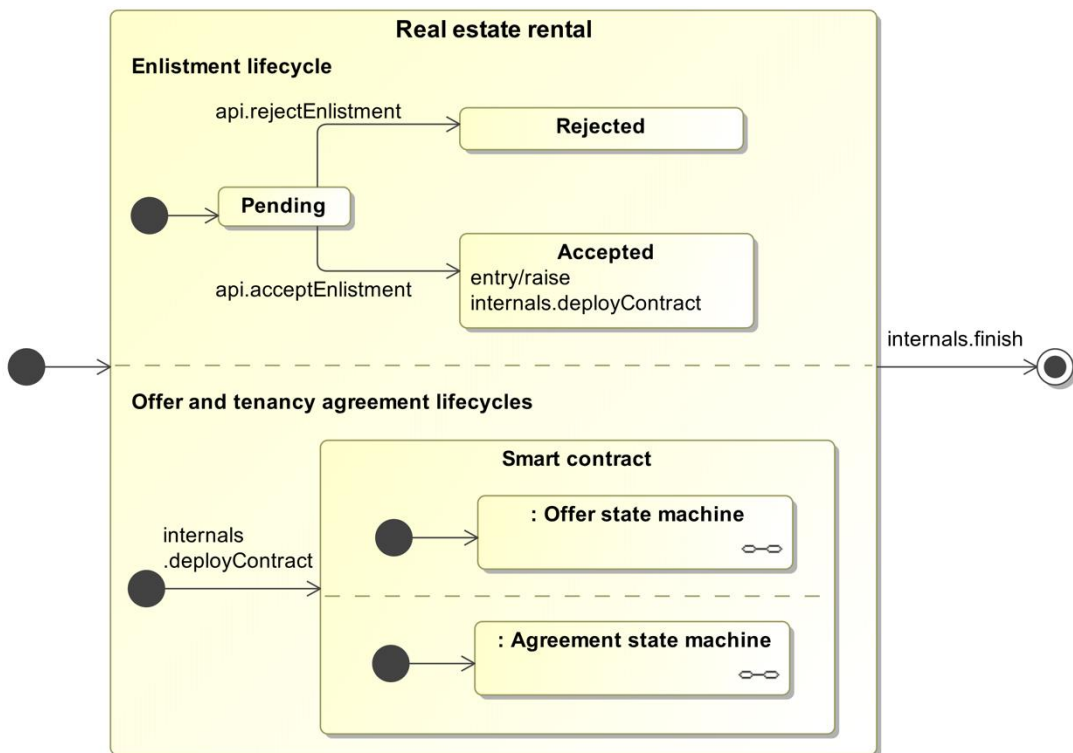 Real estate rental
Enlistment lifecycle
api.rejectEnlistment
Rejected
Pending
Accepted
entry/raise
internals.deployContract
api.acceptEnlistment
internals.finish
Offer and tenancy agreement lifecycles
Smart contract
: Offer state machine
internals
.deployContract
: Agreement state machine